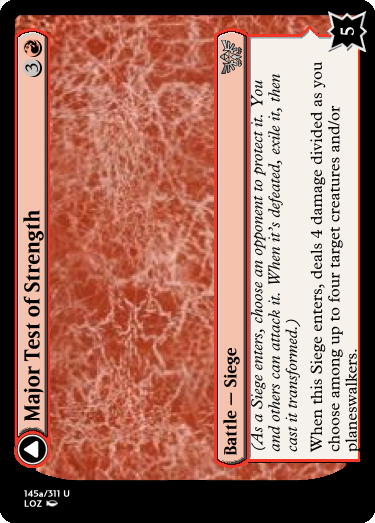 Major Test of Strength 3
Battle — Siege
(As a Siege enters, choose an opponent to protect it. You
and others can attack it. When it's defeated, exile it, then
cast it transformed.)
When this Siege enters, deals 4 damage divided as you
choose among up to four target creatures and/or
planeswalkers.
5
145a/311 U
LOZ